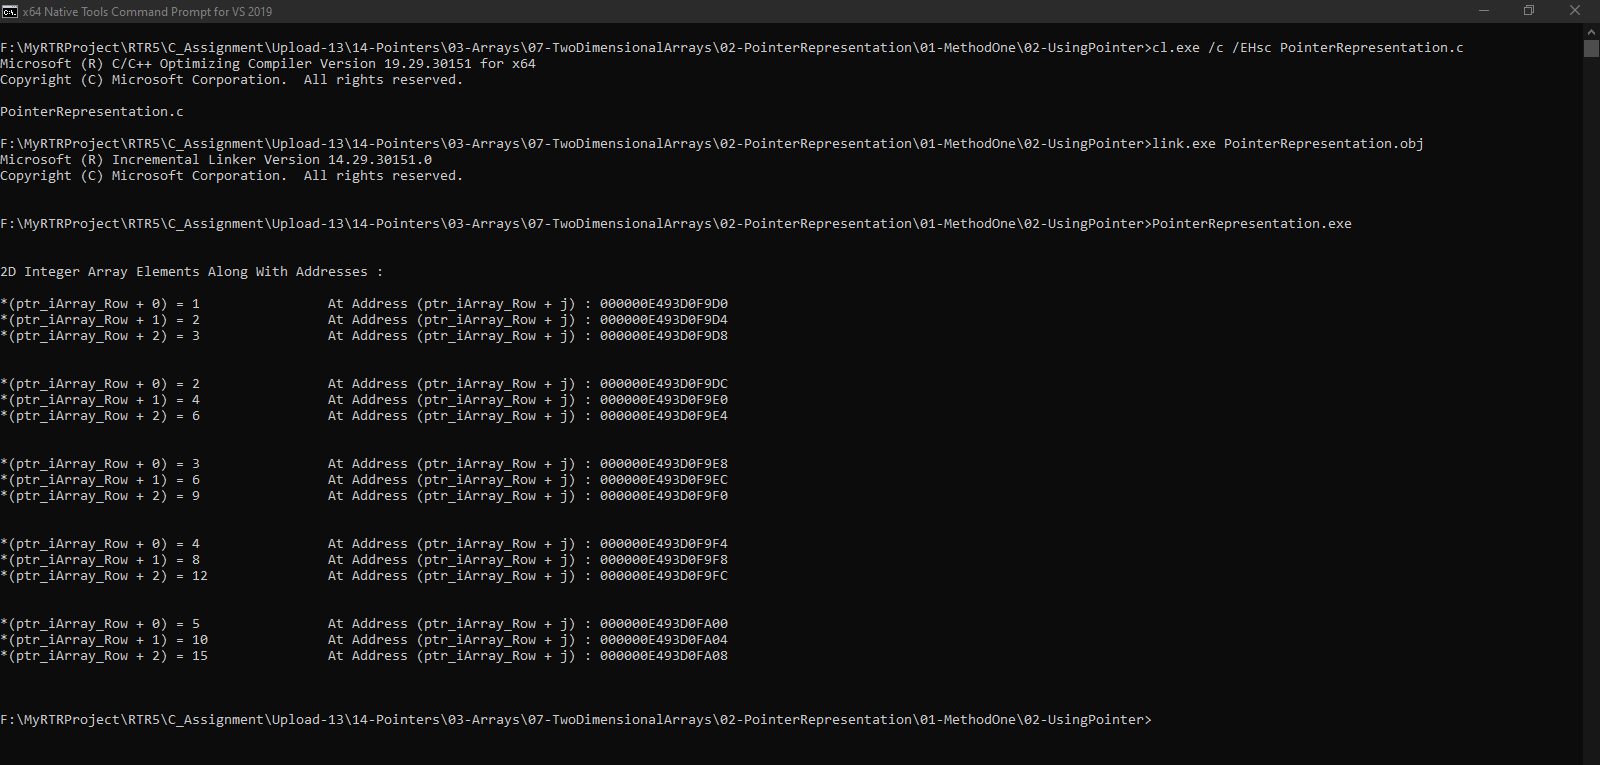 x64 Native Tools Command Prompt for VS 2019
F:\MyRTRProject\RTR5\C_Assignment\Upload-13\14-Pointers\03-Arrays\07-TwoDimensionalArrays\02-PointerRepresentation\01-MethodOne\02-UsingPointer>cl.exe /c /EHsc PointerRepresentation.c
Microsoft (R) C/C++ Optimizing Compiler Version 19.29.30151 for x64
Copyright (C) Microsoft Corporation.  All rights reserved.
PointerRepresentation.c
F:\MyRTRProject\RTR5\C_Assignment\Upload-13\14-Pointers\03-Arrays\07-TwoDimensionalArrays\02-PointerRepresentation\01-MethodOne\02-UsingPointer>link.exe PointerRepresentation.obj
Microsoft (R) Incremental Linker Version 14.29.30151.0
Copyright (C) Microsoft Corporation.  All rights reserved.
F:\MyRTRProject\RTR5\C_Assignment\Upload-13\14-Pointers\03-Arrays\07-TwoDimensionalArrays\02-PointerRepresentation\01-MethodOne\02-UsingPointer>PointerRepresentation.exe
2D Integer Array Elements Along With Addresses :
*(ptr_iArray_Row + 0) = 1                At Address (ptr_iArray_Row + j) : 000000E493D0F9D0
*(ptr_iArray_Row + 1) = 2                At Address (ptr_iArray_Row + j) : 000000E493D0F9D4
*(ptr_iArray_Row + 2) = 3                At Address (ptr_iArray_Row + j) : 000000E493D0F9D8
*(ptr_iArray_Row + 0) = 2                At Address (ptr_iArray_Row + j) : 000000E493D0F9DC
*(ptr_iArray_Row + 1) = 4                At Address (ptr_iArray_Row + j) : 000000E493D0F9E0
*(ptr_iArray_Row + 2) = 6                At Address (ptr_iArray_Row + j) : 000000E493D0F9E4
*(ptr_iArray_Row + 0) = 3                At Address (ptr_iArray_Row + j) : 000000E493D0F9E8
*(ptr_iArray_Row + 1) = 6                At Address (ptr_iArray_Row + j) : 000000E493D0F9EC
*(ptr_iArray_Row + 2) = 9                At Address (ptr_iArray_Row + j) : 000000E493D0F9F0
*(ptr_iArray_Row + 0) = 4                At Address (ptr_iArray_Row + j) : 000000E493D0F9F4
*(ptr_iArray_Row + 1) = 8                At Address (ptr_iArray_Row + j) : 000000E493D0F9F8
*(ptr_iArray_Row + 2) = 12               At Address (ptr_iArray_Row + j) : 000000E493D0F9FC
*(ptr_iArray_Row + 0) = 5                At Address (ptr_iArray_Row + j) : 000000E493D0FA00
*(ptr_iArray_Row + 1) = 10               At Address (ptr_iArray_Row + j) : 000000E493D0FA04
*(ptr_iArray_Row + 2) = 15               At Address (ptr_iArray_Row + j) : 000000E493D0FA08
F:\MyRTRProject\RTR5\C_Assignment\Upload-13\14-Pointers\03-Arrays\07-TwoDimensionalArrays\02-PointerRepresentation\01-MethodOne\02-UsingPointer>